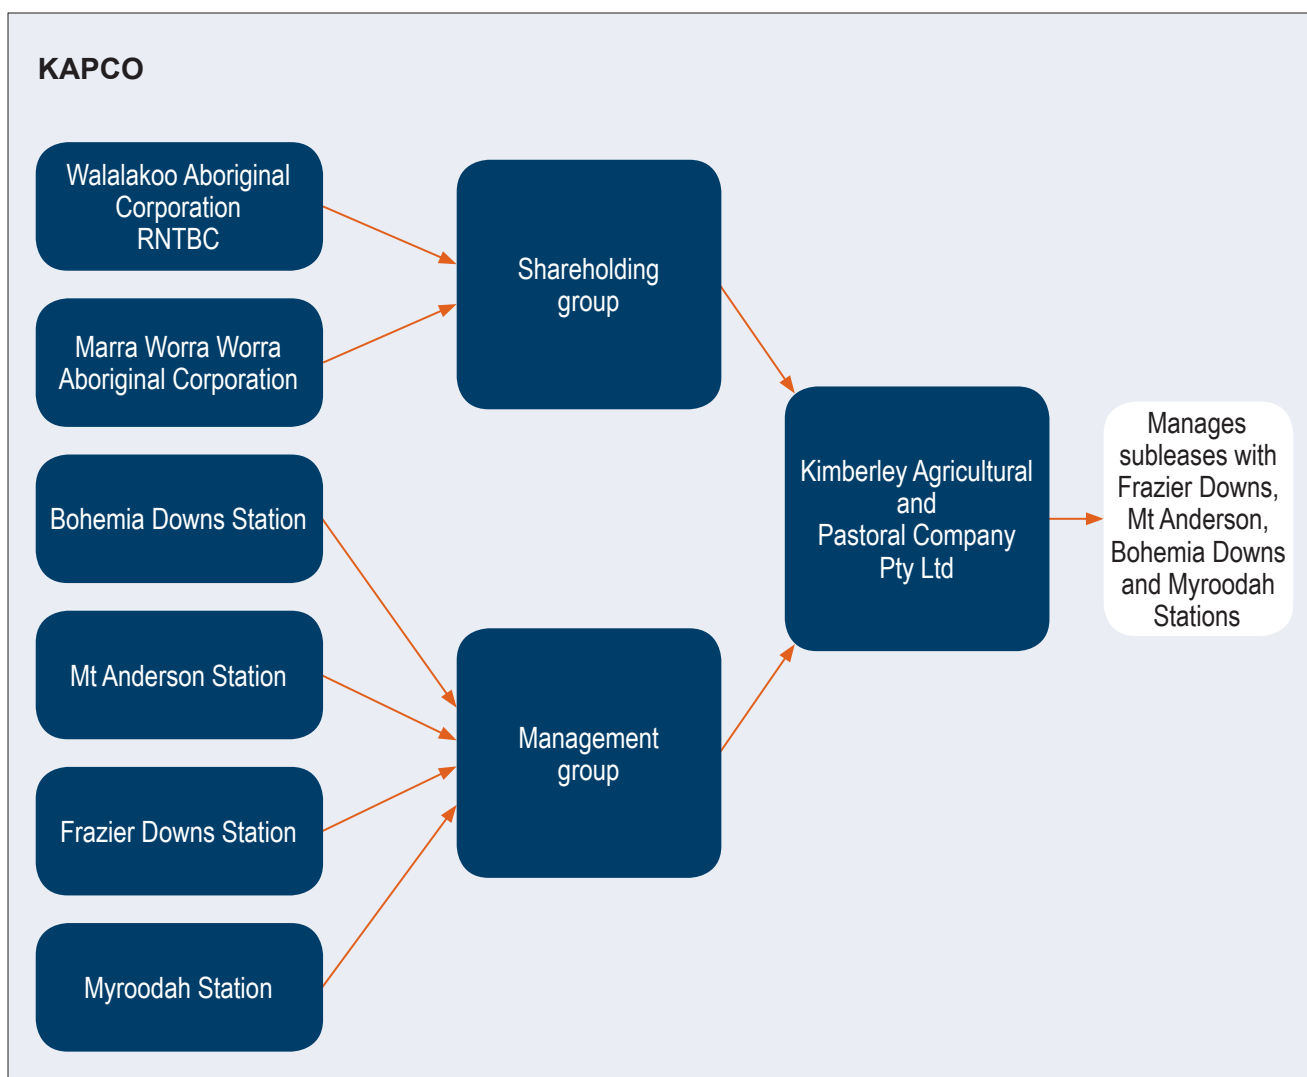 KAPCO
Walalakoo Aboriginal
Corporation
RNTBC
Marra Worra Worra
Aboriginal Corporation
Bohemia Downs Station
Mt Anderson Station
Frazier Downs Station
Myroodah Station
Shareholding
group
Management
group
Kimberley Agricultural
and
Pastoral Company
Pty Ltd
Manages
subleases with
Frazier Downs,
Mt Anderson,
Bohemia Downs
and Myroodah
Stations